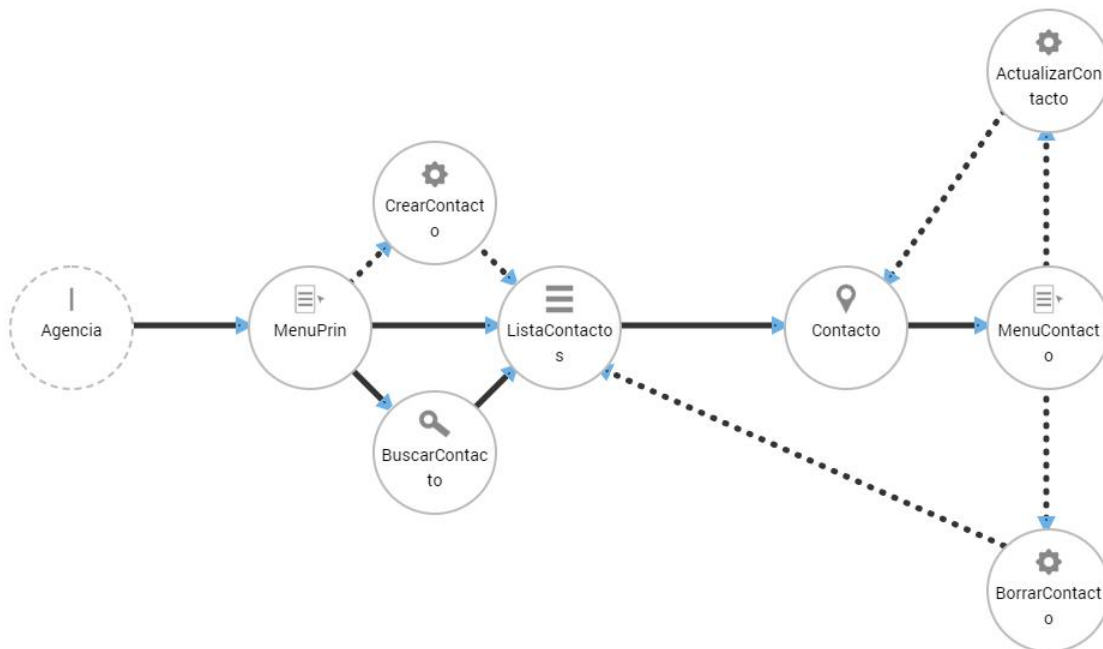 ActualizarCon
tacto
CrearContact
o
Agencia
MenuPrin
ListaContacto
s
Contacto
MenuContact
o
BuscarContac
to
BorrarContact
o